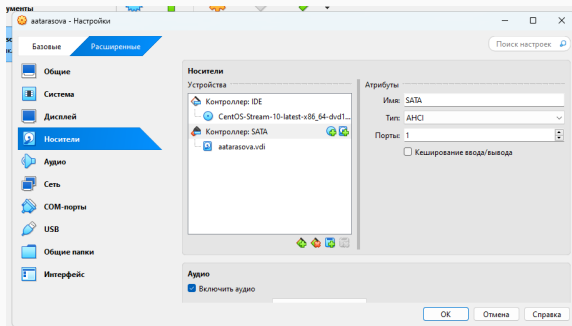 ументы
aatarasova - Настройки
Базовые
Расширенные
Поиск настроек
Общие
Система
Дисплей
Носители
Аудио
Сеть
COM-порты
USB
Общие папки
Интерфейс
Носители
Устройства
Контроллер: IDE
CentOS-Stream-10-latest-x86_64-dvd1...
Контроллер: SATA
aatarasova.vdi
Атрибуты
Имя: SATA
Тип: AHCI
Порты: 1
Кеширование ввода/вывода
Аудио
Включить аудио
OK
Отмена
Справка